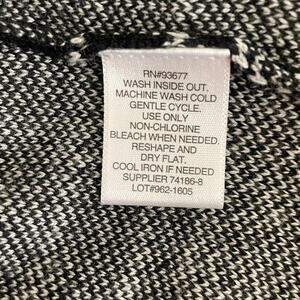 RN#93677
WASH INSIDE OUT.
MACHINE WASH COLD
GENTLE CYCLE.
USE ONLY
NON-CHLORINE
BLEACH WHEN NEEDED.
RESHAPE AND
DRY FLAT.
COOL IRON IF NEEDED
SUPPLIER 74186-8
LOT#962-1605